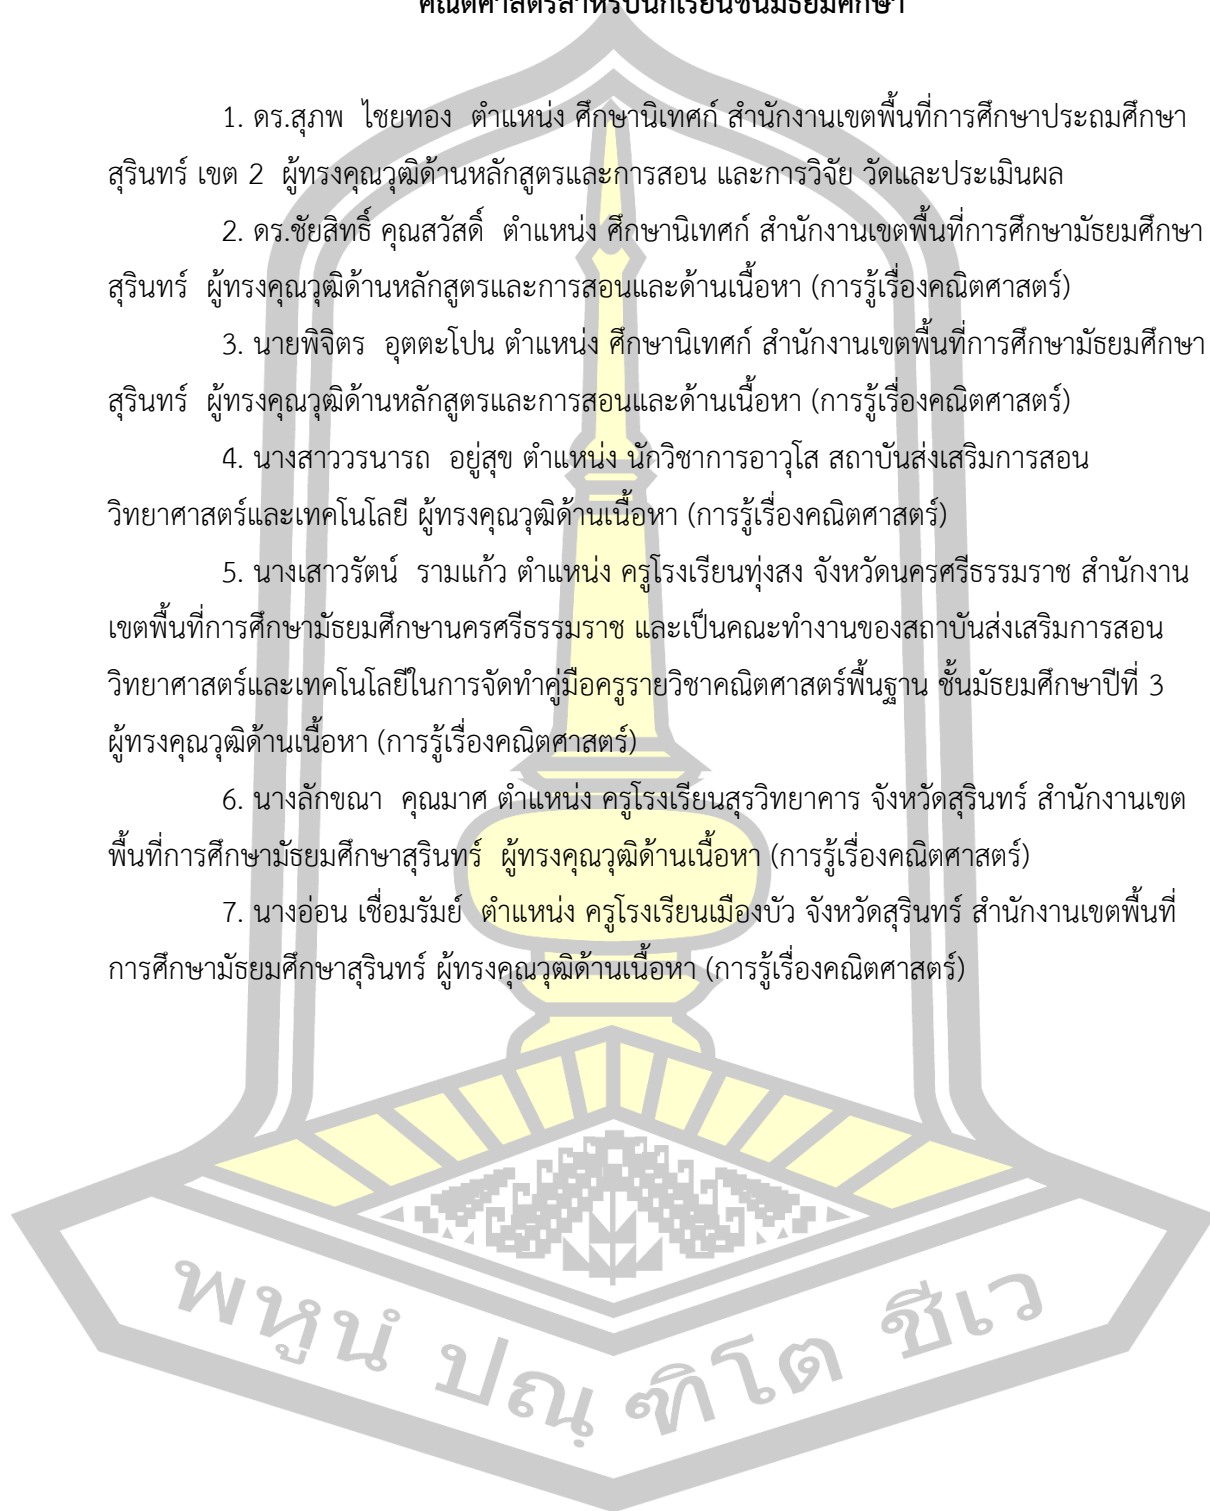 คณิตศาสตร์สำหรับนักเรียนชั้นมัธยมศึกษา
1. ดร.สุภพ ไชยทอง ตำแหน่ง ศึกษานิเทศก์ สำนักงานเขตพื้นที่การศึกษาประถมศึกษา
สุรินทร์ เขต 2 ผู้ทรงคุณวุฒิด้านหลักสูตรและการสอน และการวิจัย วัดและประเมินผล
2. ดร.ชัยสิทธิ์ คุณสวัสดิ์ ตำแหน่ง ศึกษานิเทศก์ สำนักงานเขตพื้นที่การศึกษามัธยมศึกษา
สุรินทร์ ผู้ทรงคุณวุฒิด้านหลักสูตรและการสอนและด้านเนื้อหา (การรู้เรื่องคณิตศาสตร์)
3. นายพิจิตร อุตตะโปน ตำแหน่ง ศึกษานิเทศก์ สำนักงานเขตพื้นที่การศึกษามัธยมศึกษา
สุรินทร์ ผู้ทรงคุณวุฒิด้านหลักสูตรและการสอนและด้านเนื้อหา (การรู้เรื่องคณิตศาสตร์)
4. นางสาววรนารถ อยู่สุข ตำแหน่ง นักวิชาการอาวุโส สถาบันส่งเสริมการสอน
วิทยาศาสตร์และเทคโนโลยี ผู้ทรงคุณวุฒิด้านเนื้อหา (การรู้เรื่องคณิตศาสตร์)
5. นางเสาวรัตน์ รามแก้ว ตำแหน่ง ครูโรงเรียนทุ่งสง จังหวัดนครศรีธรรมราช สำนักงาน
เขตพื้นที่การศึกษามัธยมศึกษานครศรีธรรมราช และเป็นคณะทำงานของสถาบันส่งเสริมการสอน
วิทยาศาสตร์และเทคโนโลยีในการจัดทำคู่มือครูรายวิชาคณิตศาสตร์พื้นฐาน ชั้นมัธยมศึกษาปีที่ 3
ผู้ทรงคุณวุฒิด้านเนื้อหา (การรู้เรื่องคณิตศาสตร์)
6. นางลักขณา คุณมาศ ตำแหน่ง ครูโรงเรียนสุรวิทยาคาร จังหวัดสุรินทร์ สำนักงานเขต
พื้นที่การศึกษามัธยมศึกษาสุรินทร์ ผู้ทรงคุณวุฒิด้านเนื้อหา (การรู้เรื่องคณิตศาสตร์)
7. นางอ่อน เชื่อมรัมย์ ตำแหน่ง ครูโรงเรียนเมืองบัว จังหวัดสุรินทร์ สำนักงานเขตพื้นที่
การศึกษามัธยมศึกษาสุรินทร์ ผู้ทรงคุณวุฒิด้านเนื้อหา (การรู้เรื่องคณิตศาสตร์)
พหูนํ ปณฺฑิโต ชีเว